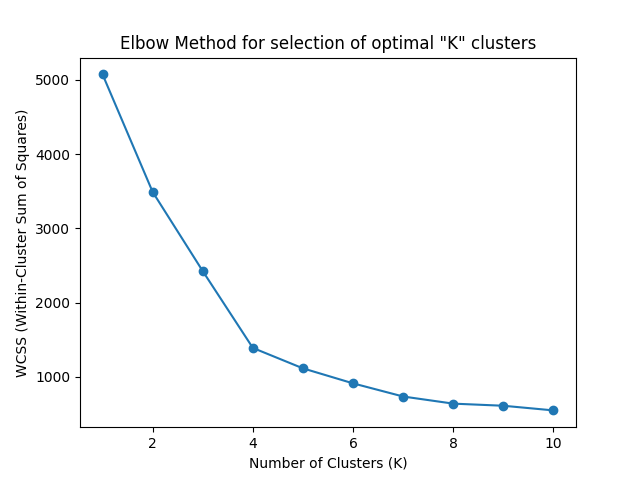 Elbow Method for selection of optimal "K" clusters
WCSS (Within-Cluster Sum of Squares)
5000
4000
3000
2000
1000
2 4 6 8 10
Number of Clusters (K)